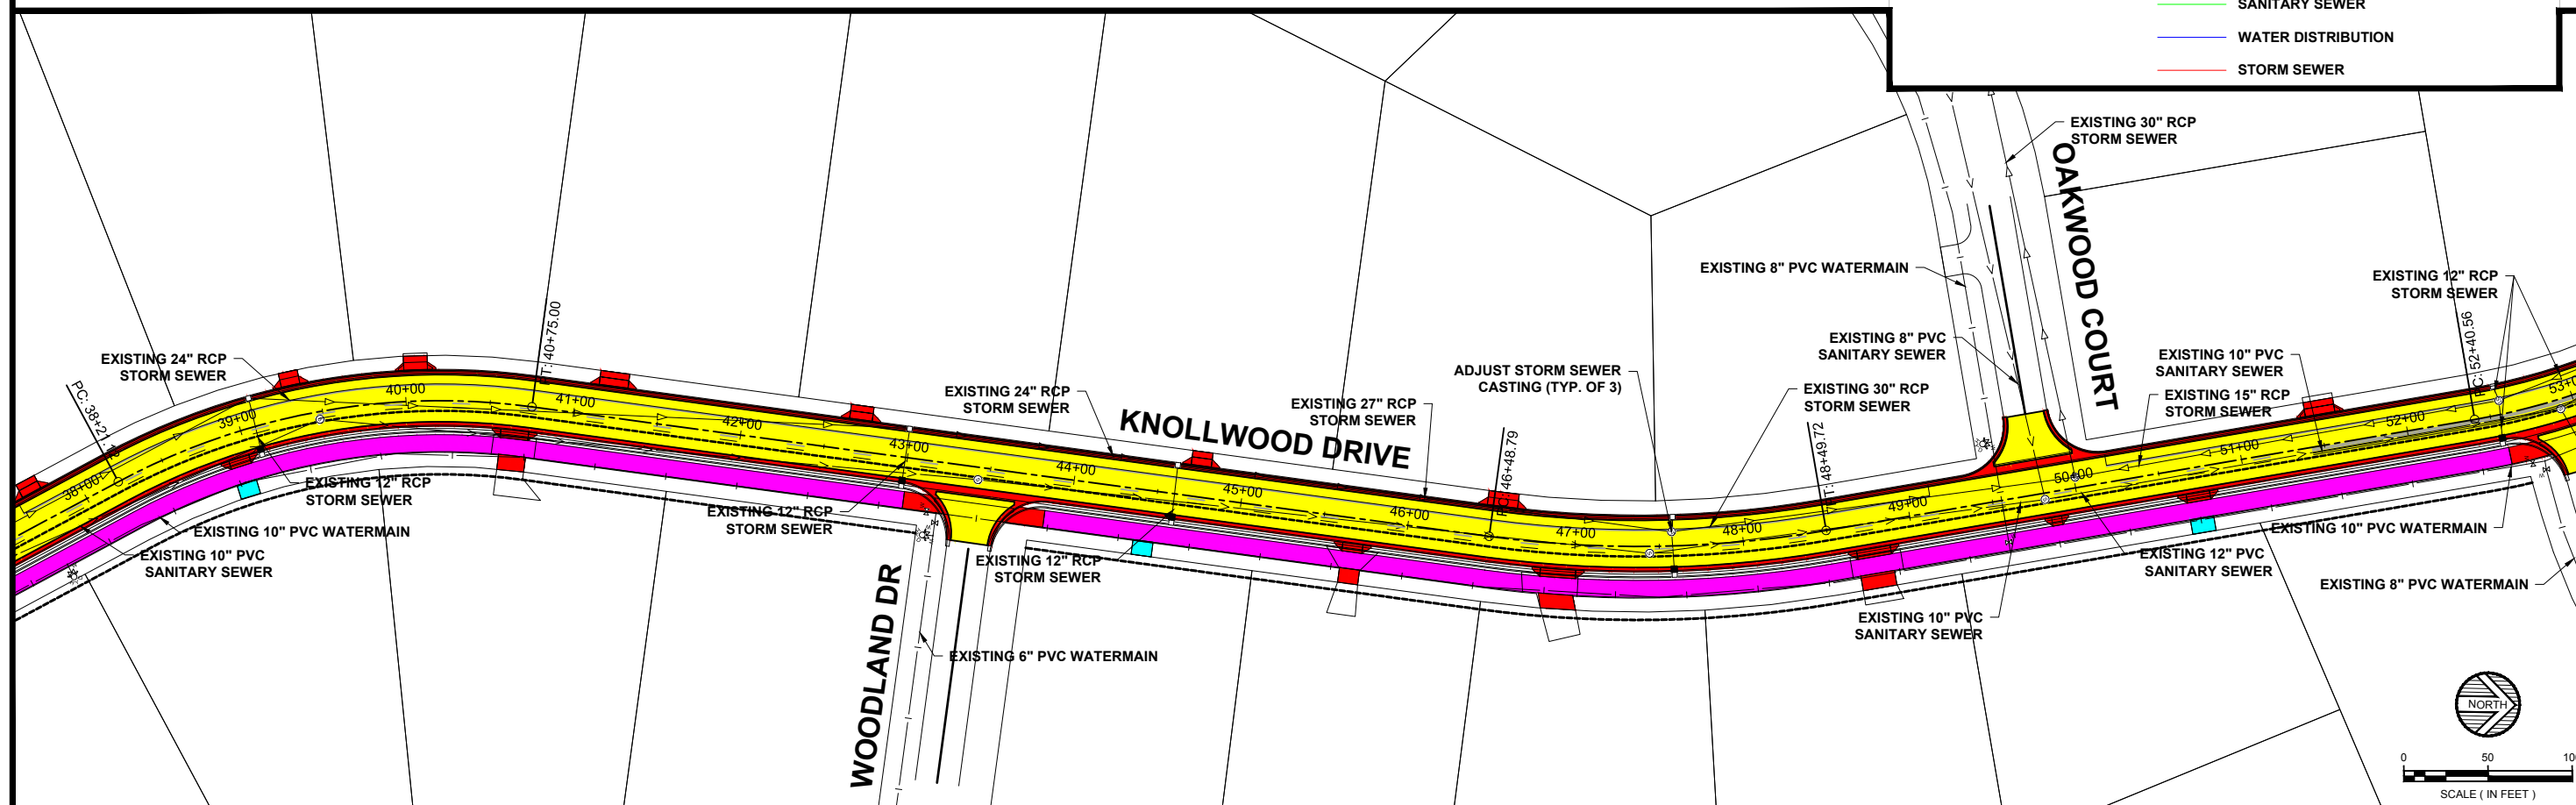 SANITARY SEWER
WATER DISTRIBUTION
STORM SEWER
EXISTING 30" RCP
STORM SEWER
OAKWOOD COURT
EXISTING 8" PVC WATERMAIN
EXISTING 12" RCP
STORM SEWER
EXISTING 8" PVC
SANITARY SEWER
EXISTING 24" RCP
STORM SEWER
PC: 38+21.
T: 40+75.00
EXISTING 24" RCP
STORM SEWER
KNOLLWOOD DRIVE
EXISTING 27" RCP
STORM SEWER
ADJUST STORM SEWER
CASTING (TYP. OF 3)
EXISTING 30" RCP
STORM SEWER
EXISTING 10" PVC
SANITARY SEWER
EXISTING 15" RCP
STORM SEWER
C: 52+40.56
38+00
39+00
40+00
41+00
42+00
43+00
44+00
45+00
46+00
: 46+48.79
47+00
48+00
T: 48+49.72
49+00
50+00
51+00
52+00
53+0
EXISTING 12" RCP
STORM SEWER
EXISTING 10" PVC WATERMAIN
EXISTING 10" PVC
SANITARY SEWER
EXISTING 12" RCP
STORM SEWER
EXISTING 12" RCP
STORM SEWER
WOODLAND DR
EXISTING 6" PVC WATERMAIN
EXISTING 10" PVC
SANITARY SEWER
EXISTING 12" PVC
SANITARY SEWER
EXISTING 10" PVC WATERMAIN
EXISTING 8" PVC WATERMAIN
NORTH
0 50 10
SCALE ( IN FEET )